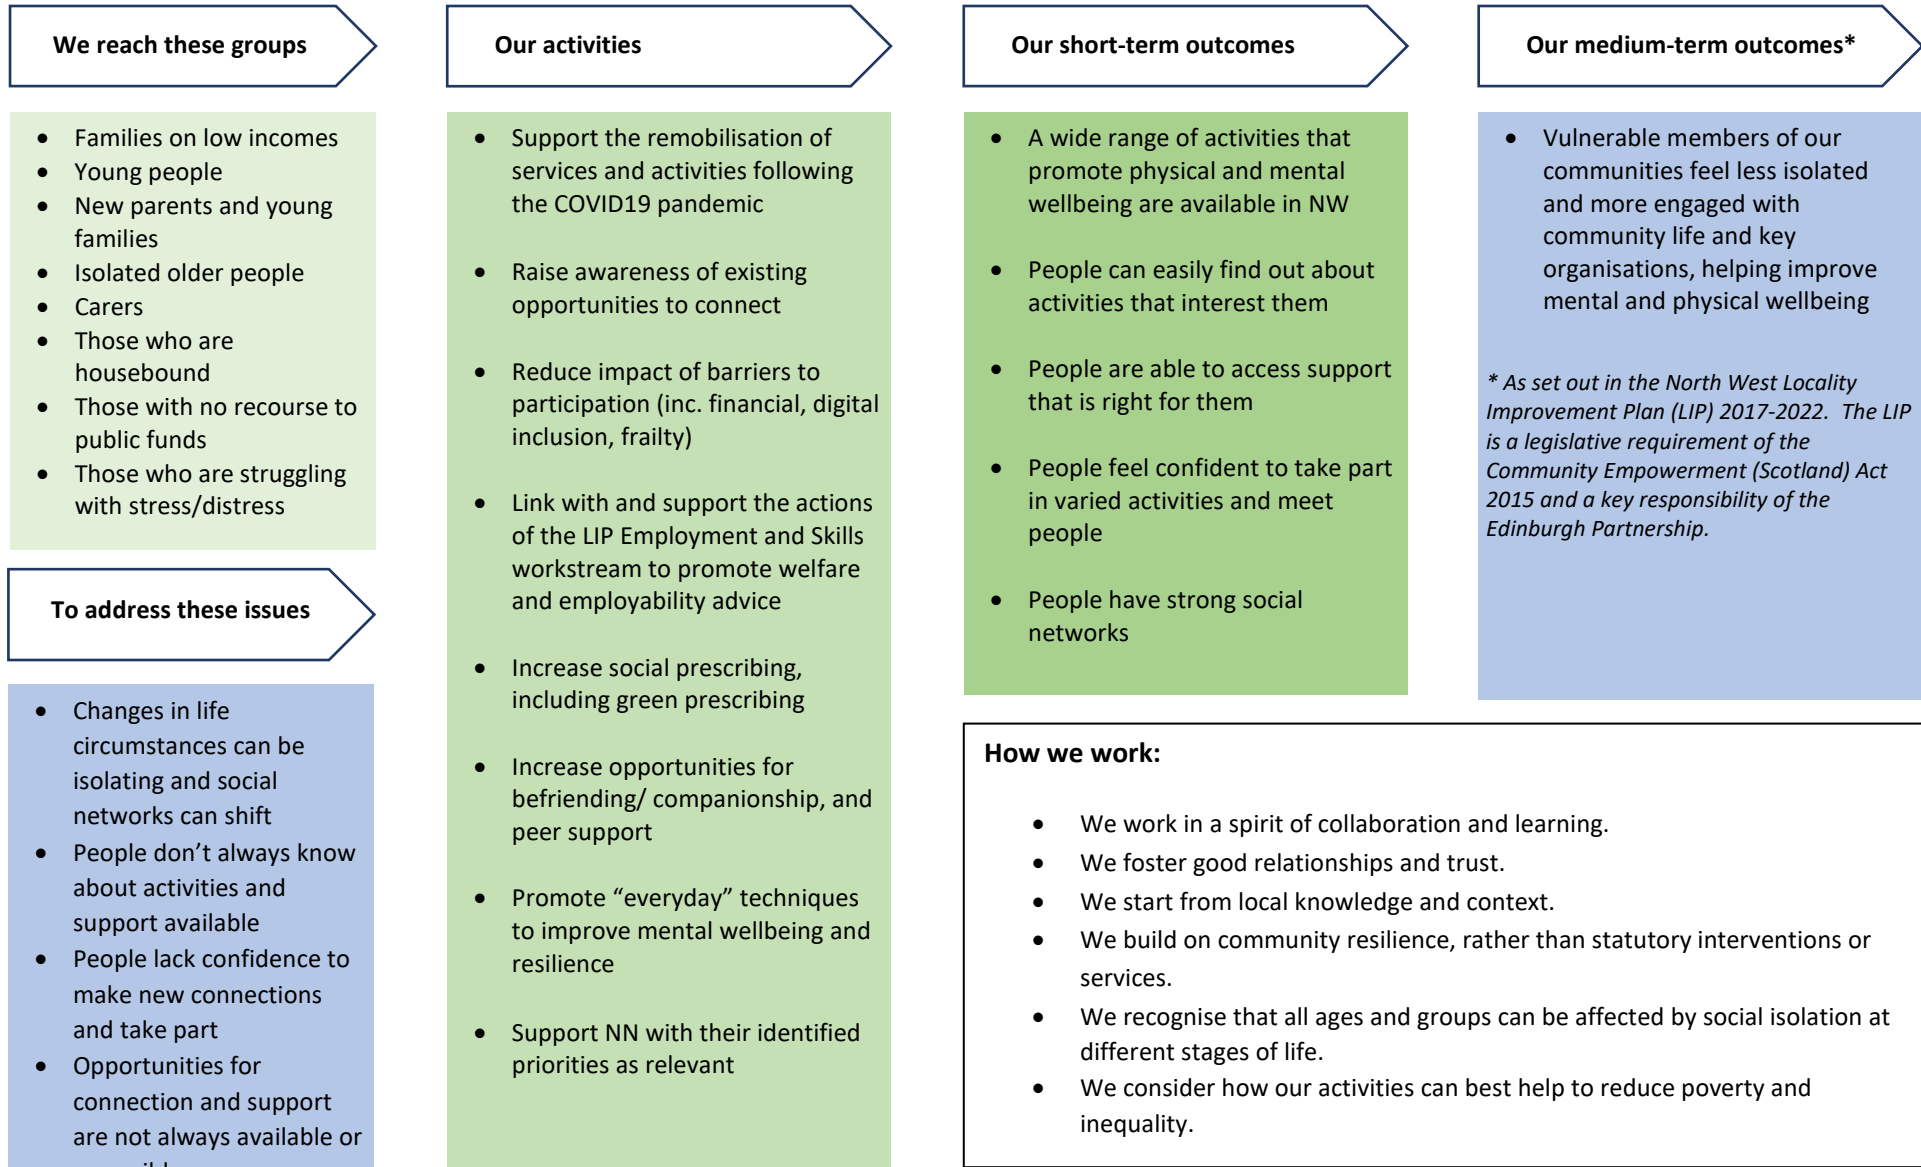 We reach these groups
• Families on low incomes
• Young people
• New parents and young
families
• Isolated older people
• Carers
• Those who are
housebound
• Those with no recourse to
public funds
• Those who are struggling
with stress/distress
To address these issues
• Changes in life
circumstances can be
isolating and social
networks can shift
• People don’t always know
about activities and
support available
• People lack confidence to
make new connections
and take part
• Opportunities for
connection and support
are not always available or
Our activities
• Support the remobilisation of
services and activities following
the COVID19 pandemic
• Raise awareness of existing
opportunities to connect
• Reduce impact of barriers to
participation (inc. financial, digital
inclusion, frailty)
• Link with and support the actions
of the LIP Employment and Skills
workstream to promote welfare
and employability advice
• Increase social prescribing,
including green prescribing
• Increase opportunities for
befriending/ companionship, and
peer support
• Promote “everyday” techniques
to improve mental wellbeing and
resilience
• Support NN with their identified
priorities as relevant
Our short-term outcomes
• A wide range of activities that
promote physical and mental
wellbeing are available in NW
• People can easily find out about
activities that interest them
• People are able to access support
that is right for them
• People feel confident to take part
in varied activities and meet
people
• People have strong social
networks
Our medium-term outcomes*
• Vulnerable members of our
communities feel less isolated
and more engaged with
community life and key
organisations, helping improve
mental and physical wellbeing
* As set out in the North West Locality
Improvement Plan (LIP) 2017-2022. The LIP
is a legislative requirement of the
Community Empowerment (Scotland) Act
2015 and a key responsibility of the
Edinburgh Partnership.
How we work:
• We work in a spirit of collaboration and learning.
• We foster good relationships and trust.
• We start from local knowledge and context.
• We build on community resilience, rather than statutory interventions or
services.
• We recognise that all ages and groups can be affected by social isolation at
different stages of life.
• We consider how our activities can best help to reduce poverty and
inequality.